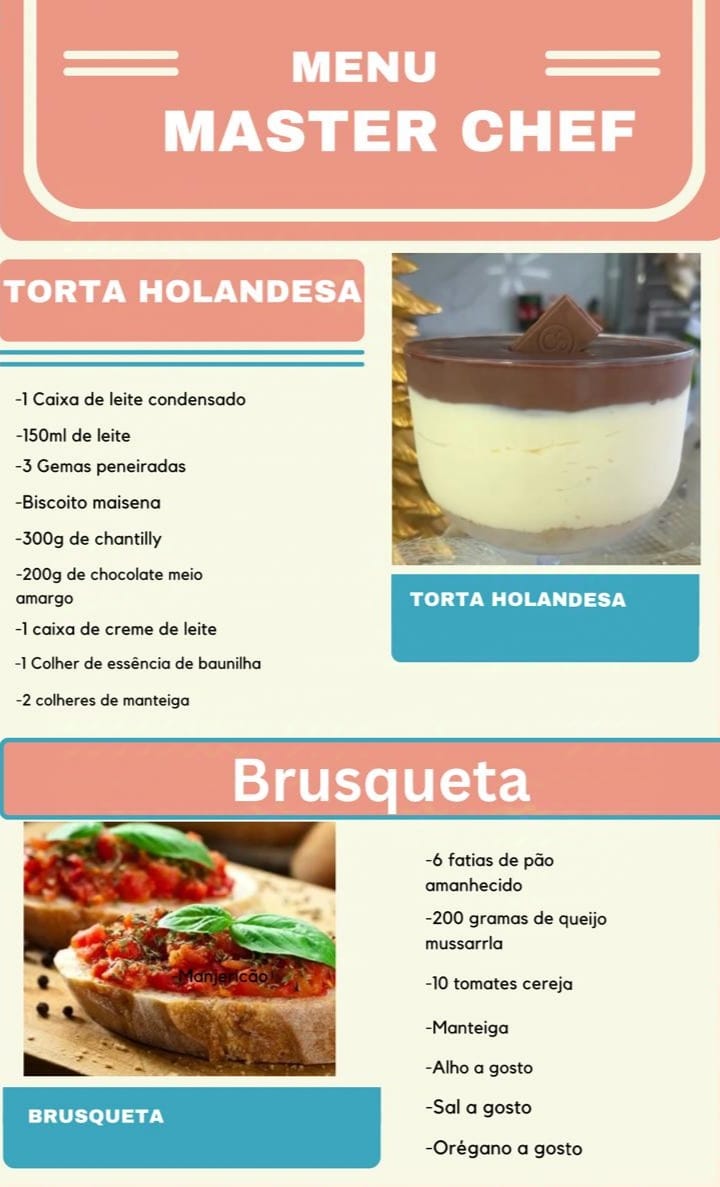 MENU
MASTER CHEF
TORTA HOLANDESA
-1 Caixa de leite condensado
-150ml de leite
-3 Gemas peneiradas
-Biscoito maisena
-300g de chantilly
-200g de chocolate meio
amargo
-1 caixa de creme de leite
-1 Colher de essência de baunilha
-2 colheres de manteiga
TORTA HOLANDESA
Brusqueta
Manjericão
BRUSQUETA
-6 fatias de pão
amanhecido
-200 gramas de queijo
mussarrla
-10 tomates cereja
-Manteiga
-Alho a gosto
-Sal a gosto
-Orégano a gosto